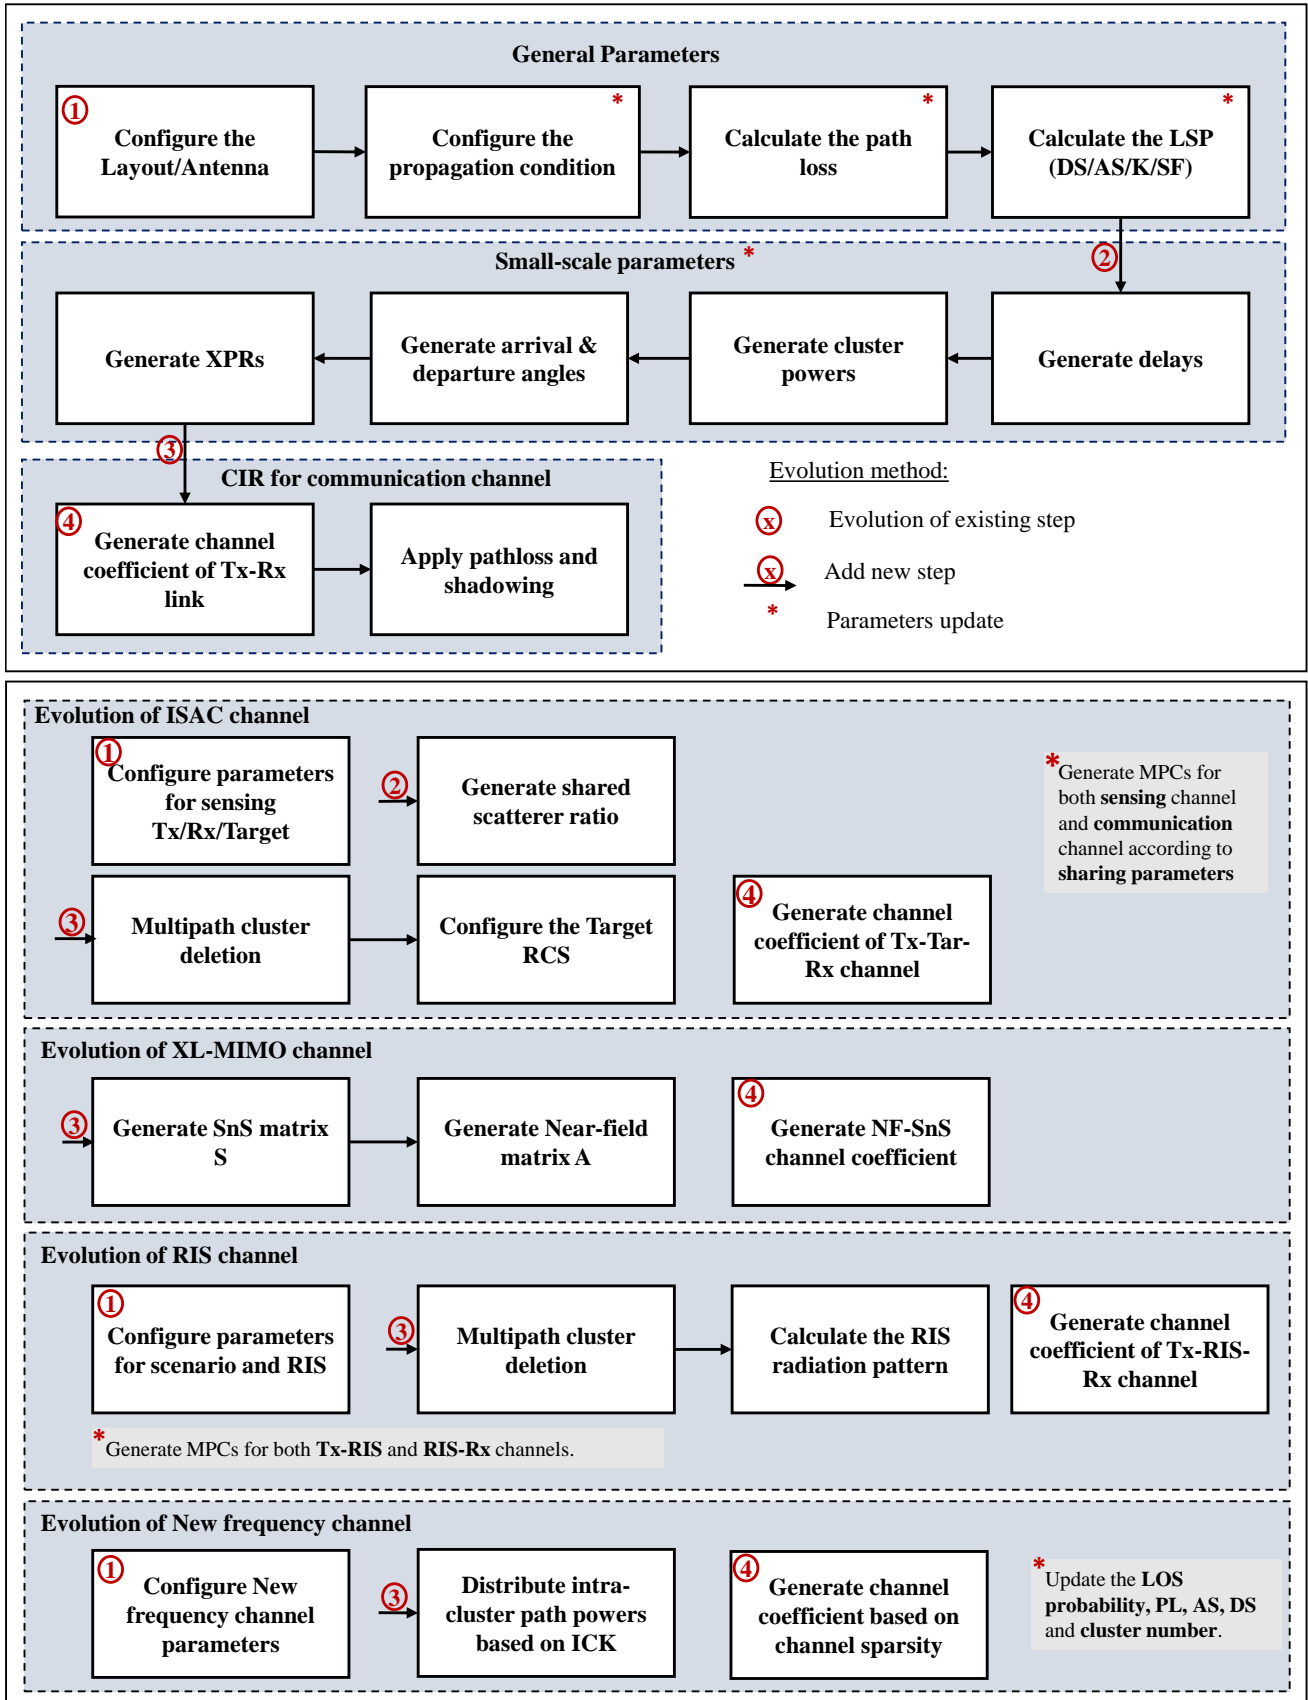 General Parameters
1
Configure the
Layout/Antenna
*
Configure the
propagation condition
*
Calculate the path
loss
*
Calculate the LSP
(DS/AS/K/SF)
2
Small-scale parameters *
Generate XPRs
Generate arrival &
departure angles
Generate cluster
powers
Generate delays
3
CIR for communication channel
4
Generate channel
coefficient of Tx-Rx
link
Apply pathloss and
shadowing
Evolution method:
x Evolution of existing step
x Add new step
* Parameters update
Evolution of ISAC channel
1
Configure parameters
for sensing
Tx/Rx/Target
2
Generate shared
scatterer ratio
*Generate MPCs for
both sensing channel
and communication
channel according to
sharing parameters
3
Multipath cluster
deletion
Configure the Target
RCS
4
Generate channel
coefficient of Tx-Tar-
Rx channel
Evolution of XL-MIMO channel
3
Generate SnS matrix
S
Generate Near-field
matrix A
4
Generate NF-SnS
channel coefficient
Evolution of RIS channel
1
Configure parameters
for scenario and RIS
3
Multipath cluster
deletion
Calculate the RIS
radiation pattern
4
Generate channel
coefficient of Tx-RIS-
Rx channel
*Generate MPCs for both Tx-RIS and RIS-Rx channels.
Evolution of New frequency channel
1
Configure New
frequency channel
parameters
3
Distribute intra-
cluster path powers
based on ICK
4
Generate channel
coefficient based on
channel sparsity
*
Update the LOS
probability, PL, AS, DS
and cluster number.